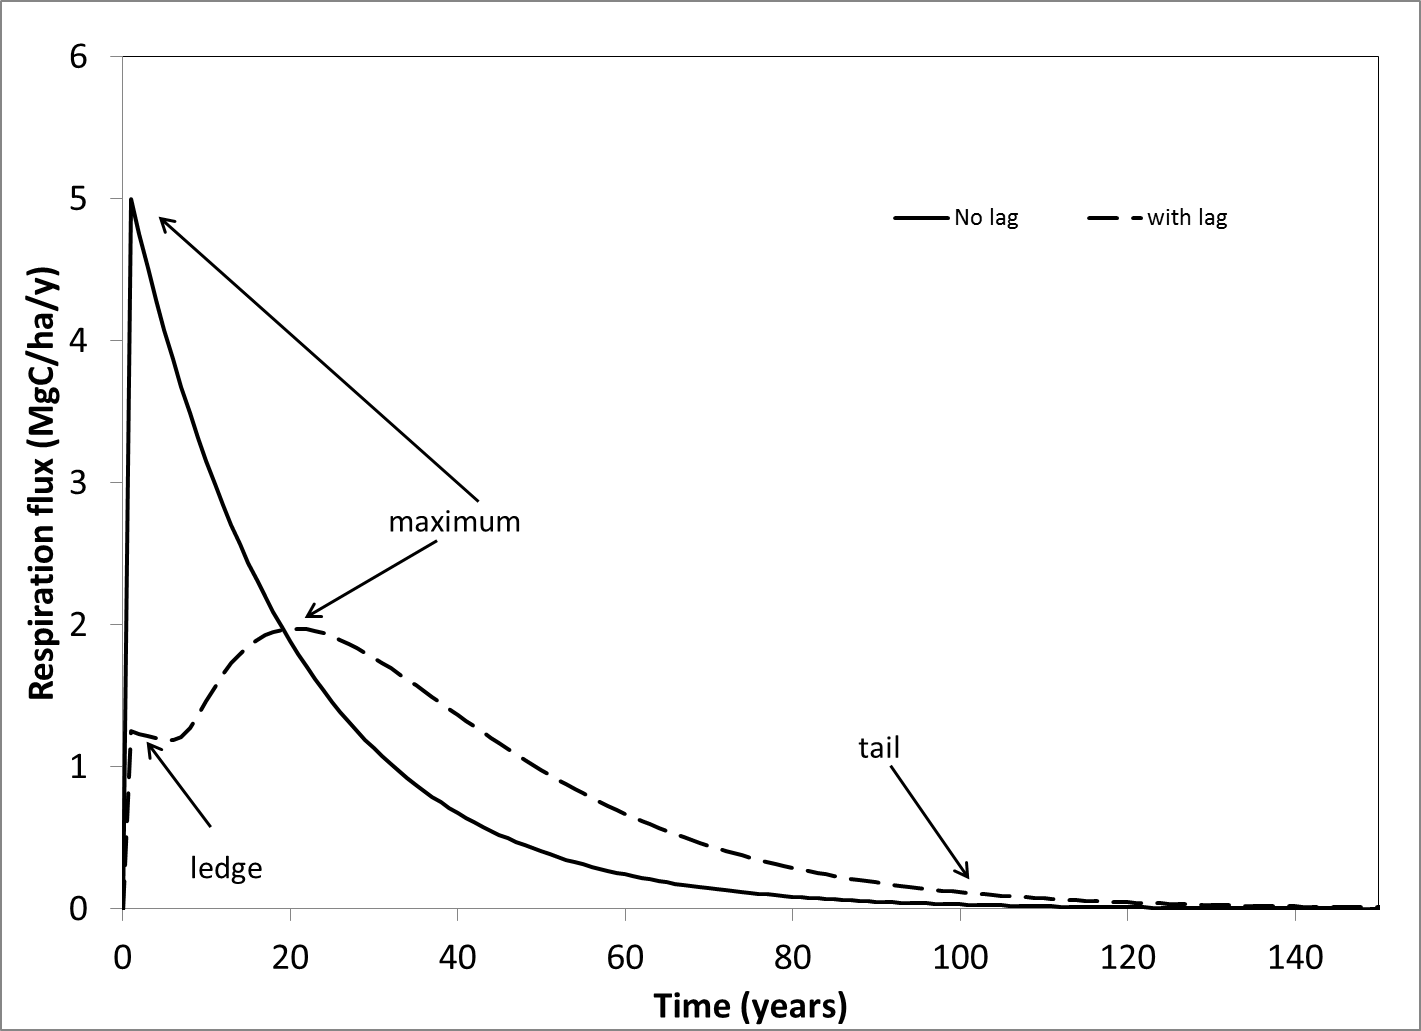 6
5
No lag
with lag
4
Respiration flux (MgC/ha/y)
3
maximum
2
1
tail
ledge
0
0 20 40 60 80 100 120 140
Time (years)